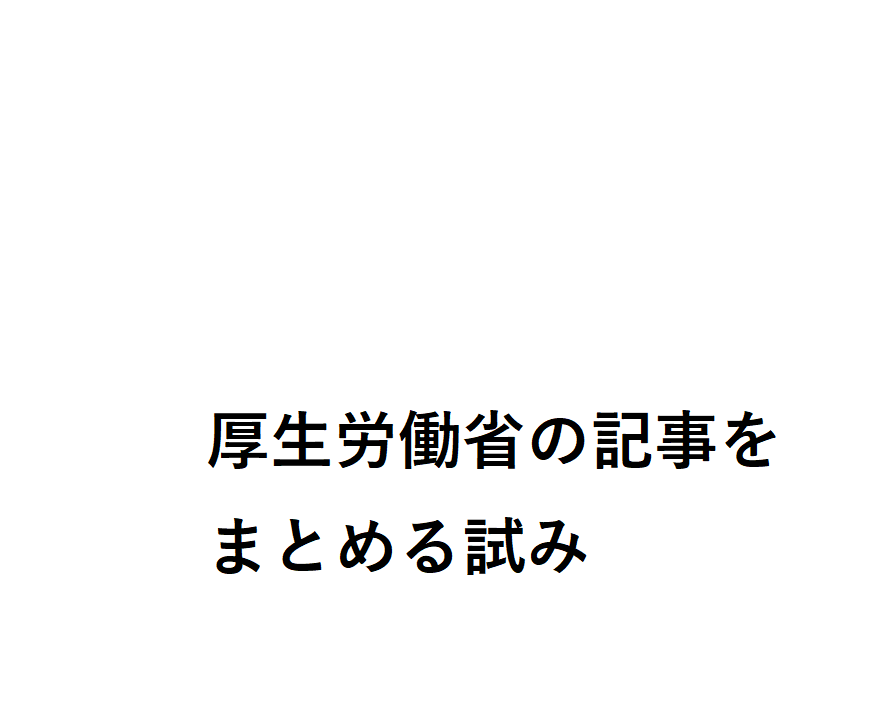 厚生労働省の記事を
まとめる試み